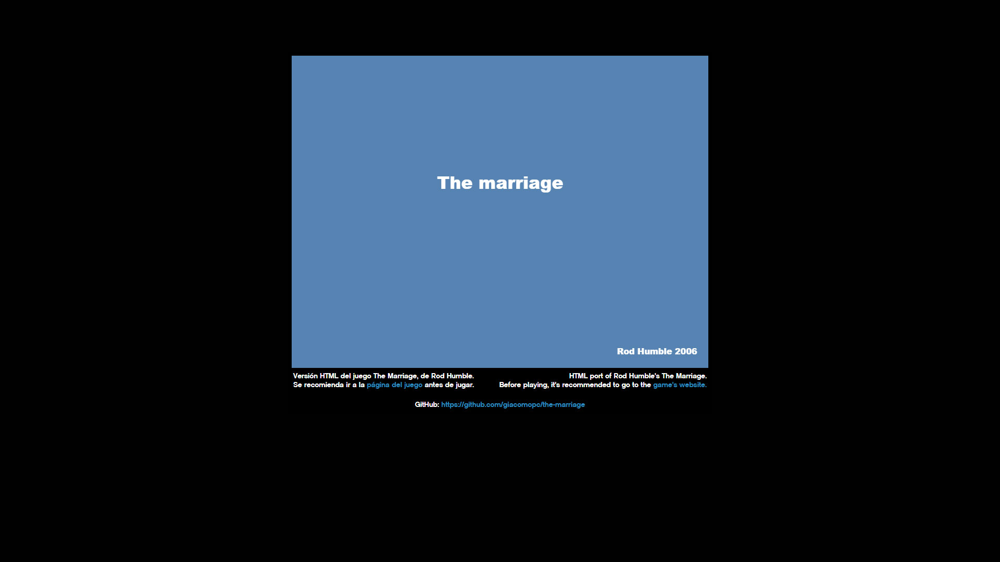 The marriage
Rod Humble 2006
Versión HTML del juego The Marriage, de Rod Humble.
Se recomienda ir a la página del juego antes de jugar.
HTML port of Rod Humble's The Marriage.
Before playing, it's recommended to go to the game's website.
GitHub: https://github.com/giacomopc/the-marriage